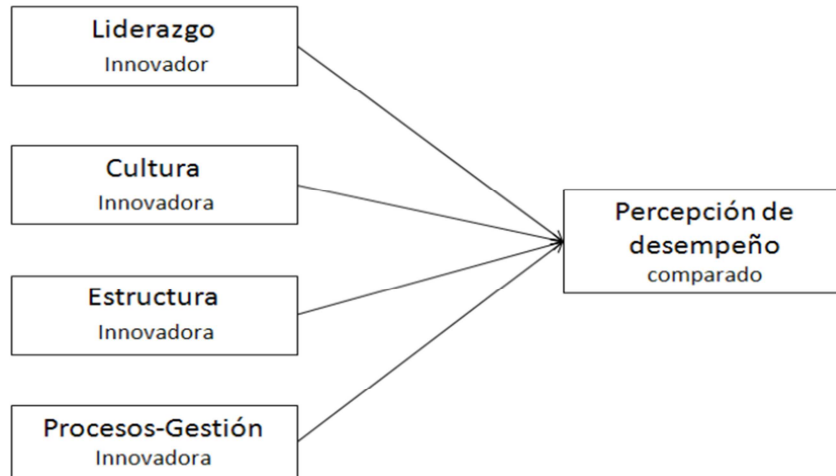 Liderazgo
Innovador
Cultura
Innovadora
Estructura
Innovadora
Procesos-Gestión
Innovadora
Percepción de
desempeño
comparado